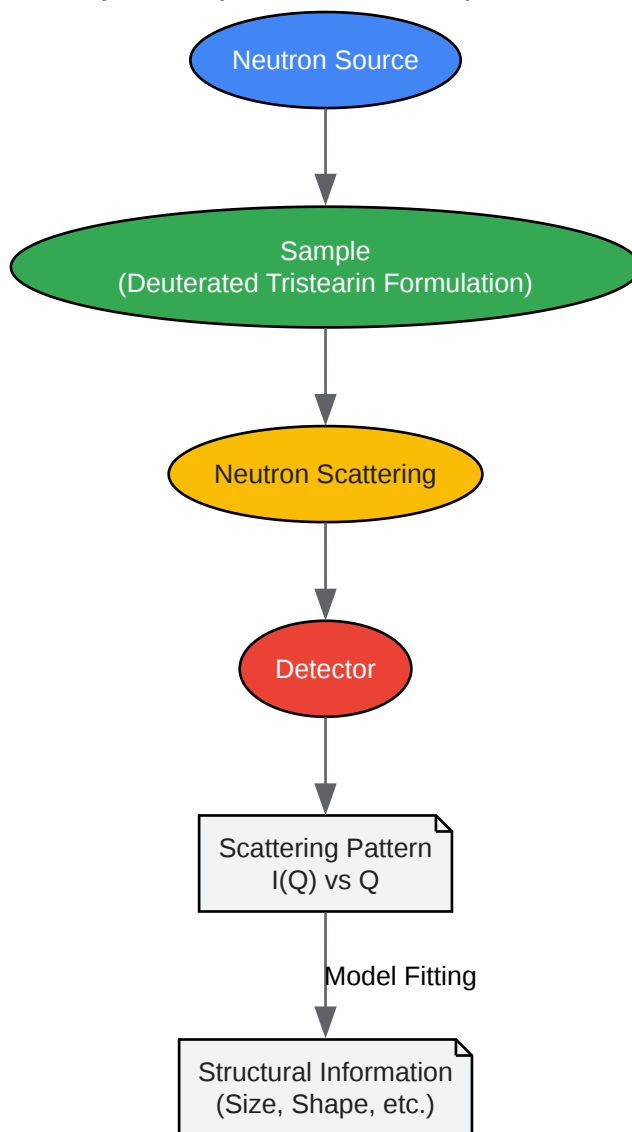 Neutron Source
Sample
(Deuterated Tristearin Formulation)
Neutron Scattering
Detector
Scattering Pattern
I(Q) vs Q
Model Fitting
Structural Information
(Size, Shape, etc.)